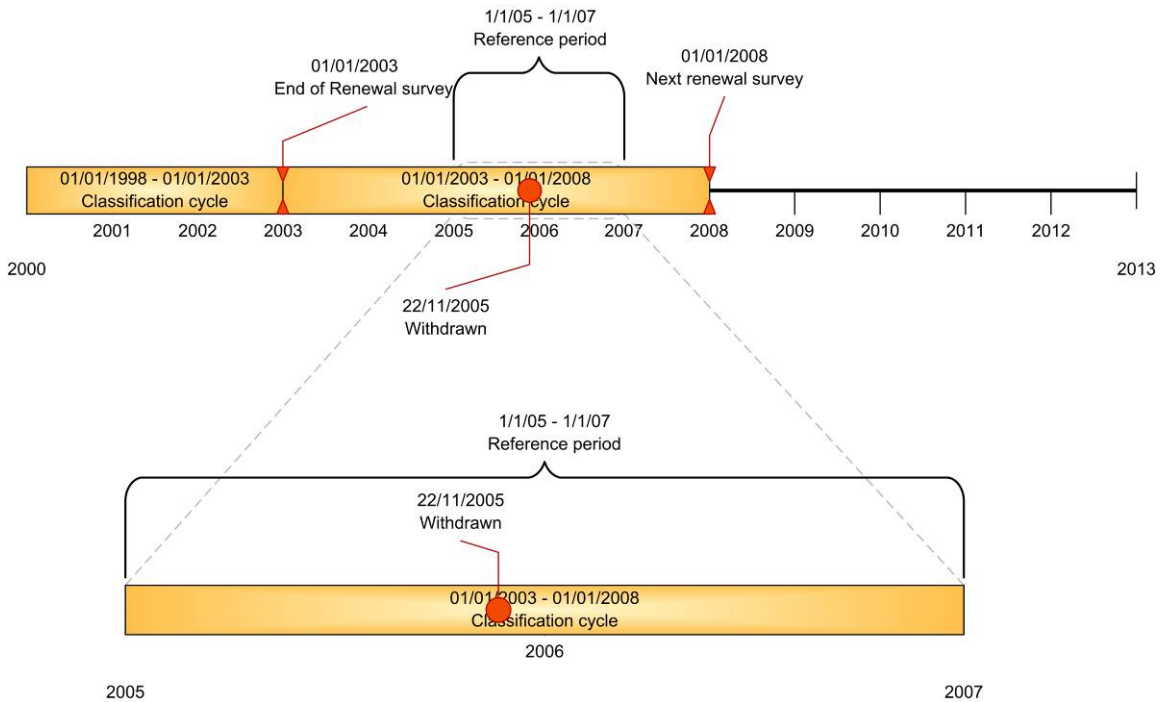 1/1/05 - 1/1/07
Reference period
01/01/2003
End of Renewal survey
01/01/2008
Next renewal survey
01/01/1998 - 01/01/2003
Classification cycle
01/01/2003 - 01/01/2008
Classification cycle
2001 2002 2003 2004 2005 2006 2007 2008 2009 2010 2011 2012
2000 2013
22/11/2005
Withdrawn
1/1/05 - 1/1/07
Reference period
22/11/2005
Withdrawn
01/01/2003 - 01/01/2008
Classification cycle
2006
2005 2007